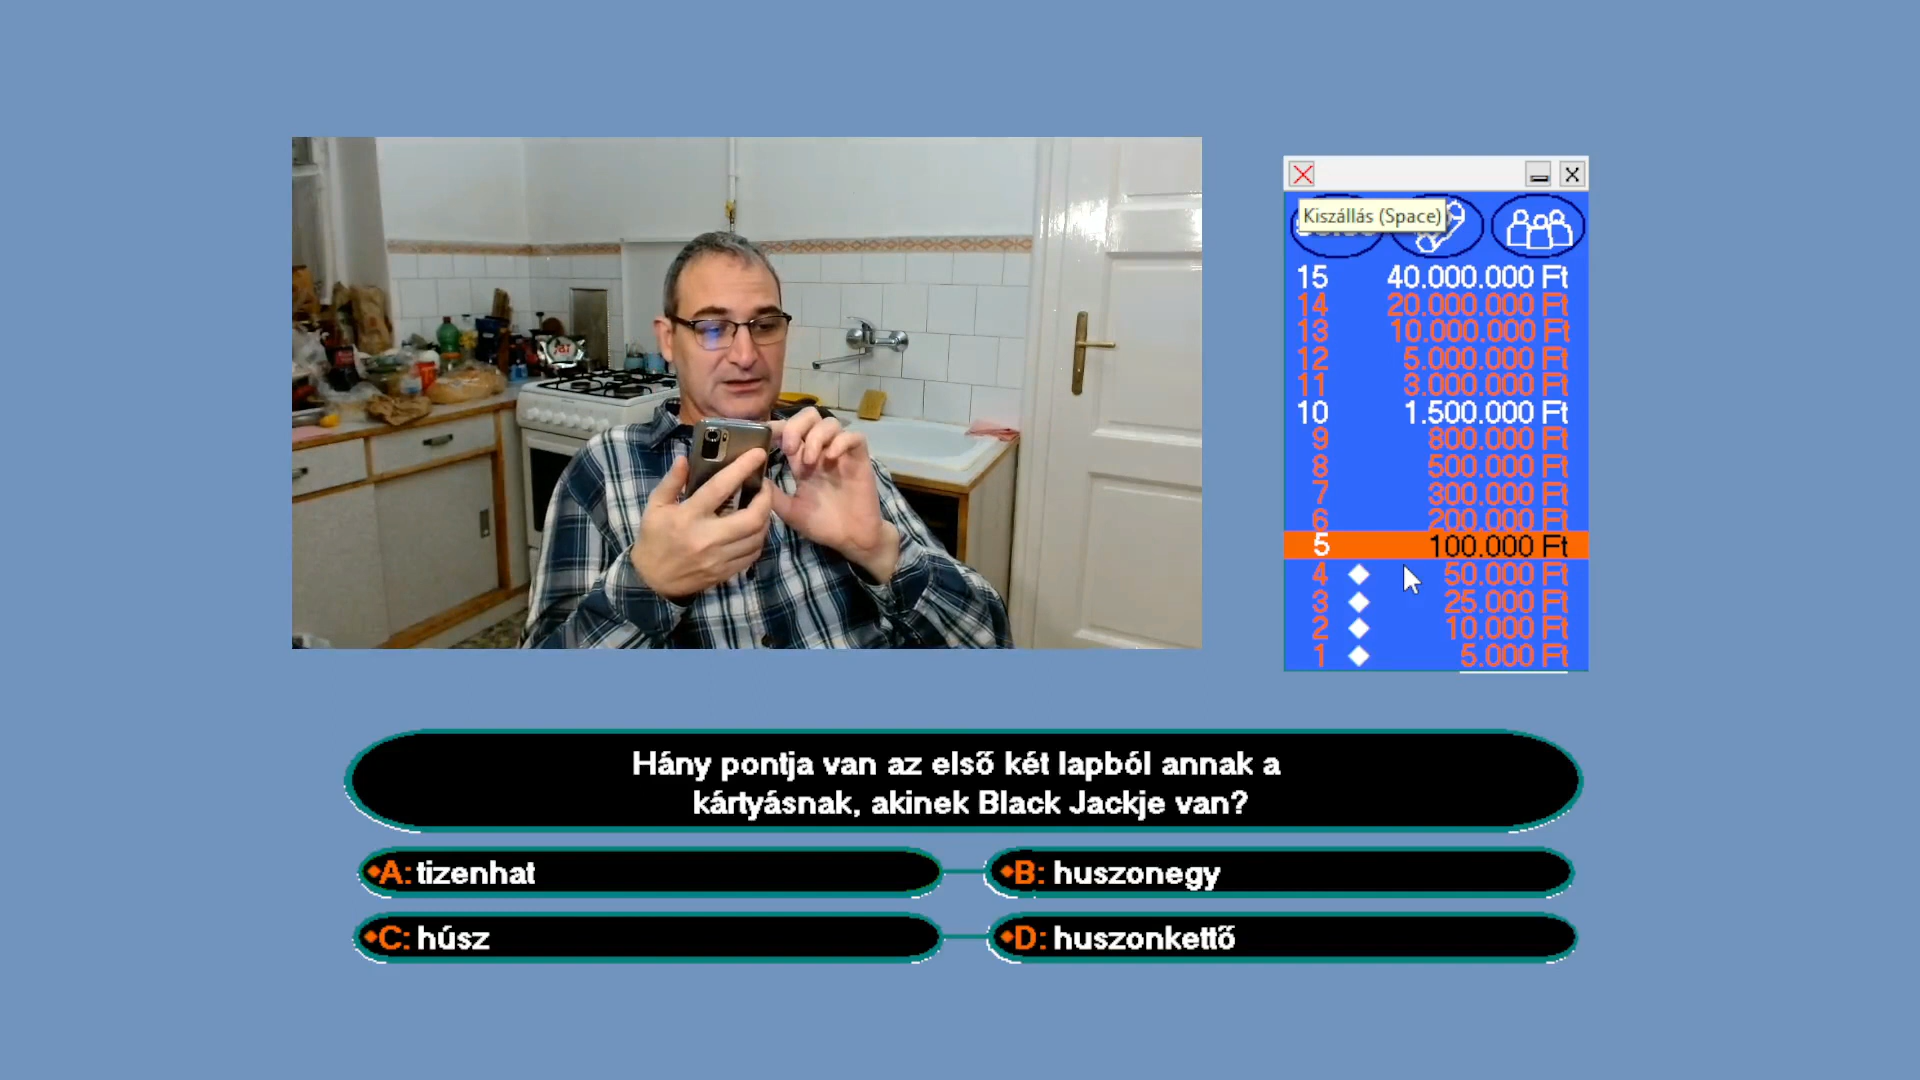 Kiszállás (Space)
15 40.000.000 Ft
14 20.000.000 Ft
13 10.000.000 Ft
12 5.000.000 Ft
11 3.000.000 Ft
10 1.500.000 Ft
9 800.000 Ft
8 500.000 Ft
7 300.000 Ft
6 200.000 Ft
5 100.000 Ft
4 50.000 Ft
3 25.000 Ft
2 10.000 Ft
1 5.000 Ft
Hány pontja van az első két lapból annak a
kártyásnak, akinek Black Jackje van?
A: tizenhat
B: huszonegy
C: húsz
D: huszonkettő